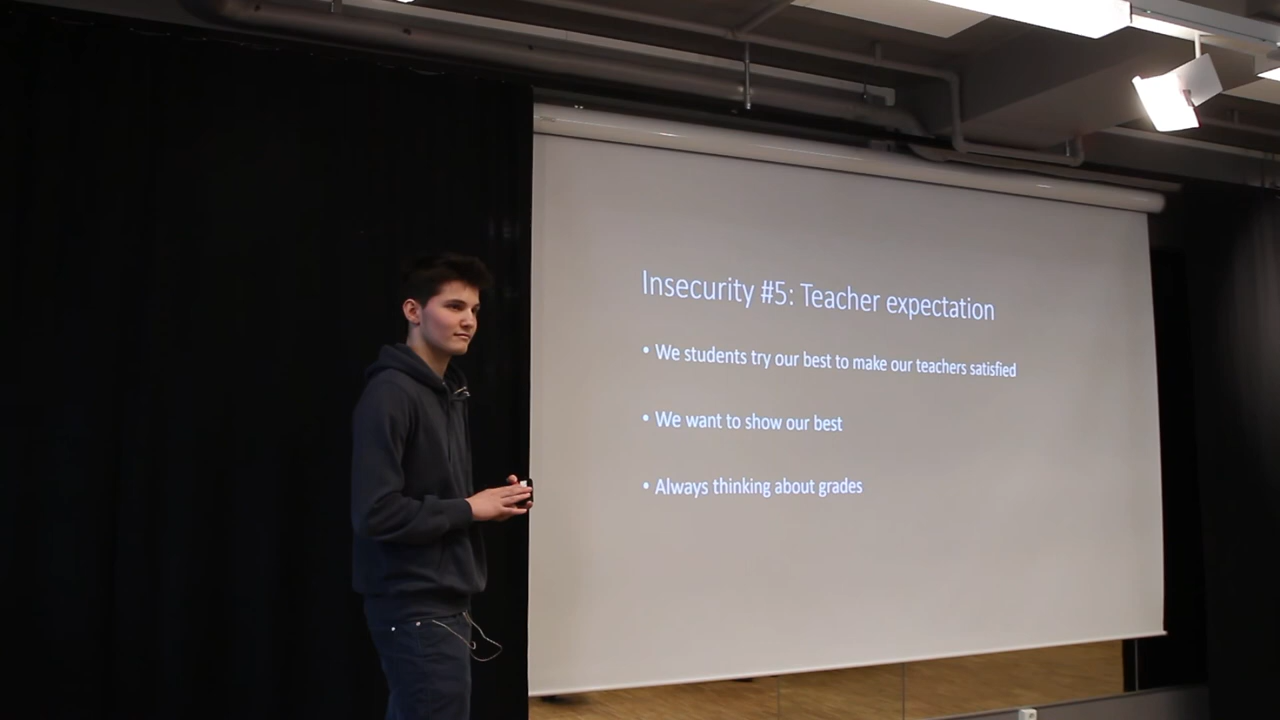 Insecurity #5: Teacher expectation
• We students try our best to make our teachers satisfied
• We want to show our best
• Always thinking about grades